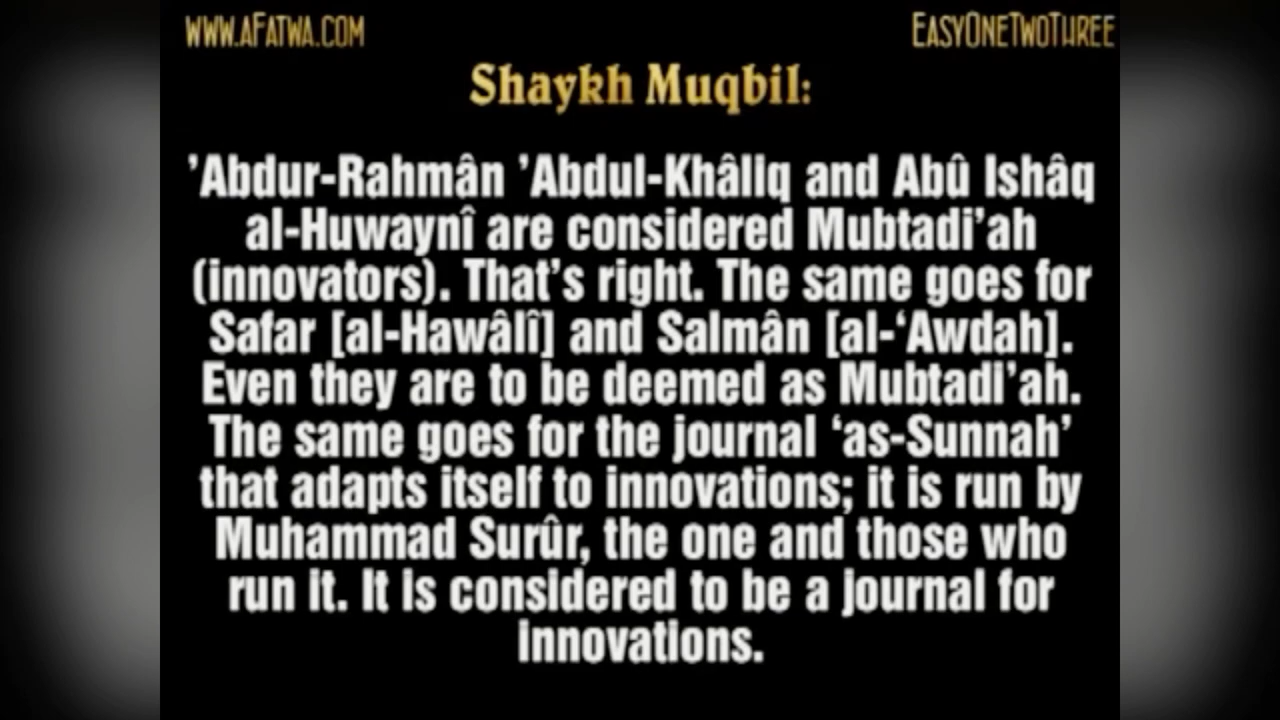 WWW.AFATWA.COM
EASYONETWOTHREE
Shaykh Muqbil:
’Abdur-Rahmân ’Abdul-Khâliq and Abû Ishâq
al-Huwaynî are considered Mubtadi’ah
(innovators). That’s right. The same goes for
Safar [al-Hawâlî] and Salmân [al-‘Awdah].
Even they are to be deemed as Mubtadi’ah.
The same goes for the journal ‘as-Sunnah’
that adapts itself to innovations; it is run by
Muhammad Surûr, the one and those who
run it. It is considered to be a journal for
innovations.